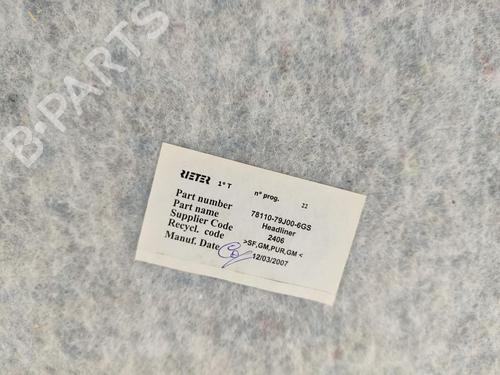 B-PARTS
RIETER 1° T n° prog. 22
Part number 78110-79J00-6GS
Part name Headliner
Supplier Code 2406
Recycl. code >SF,GM,PUR,GM<
Manuf. Date 12/03/2007